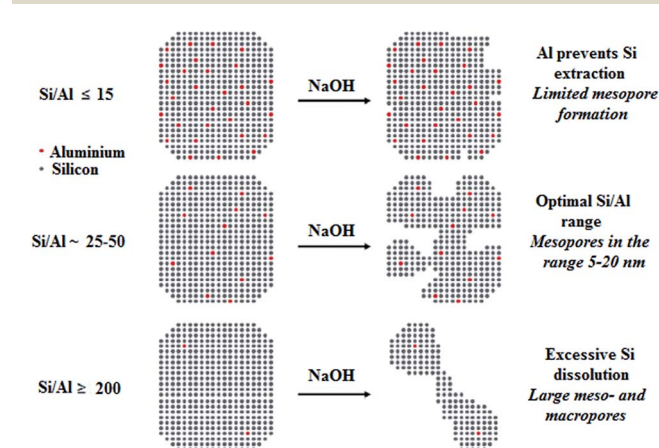 Si/Al ≤ 15
NaOH
Al prevents Si
extraction
Limited mesopore
formation
Aluminium
Silicon
Si/Al ~ 25-50
NaOH
Optimal Si/Al
range
Mesopores in the
range 5-20 nm
Si/Al ≥ 200
NaOH
Excessive Si
dissolution
Large meso- and
macropores